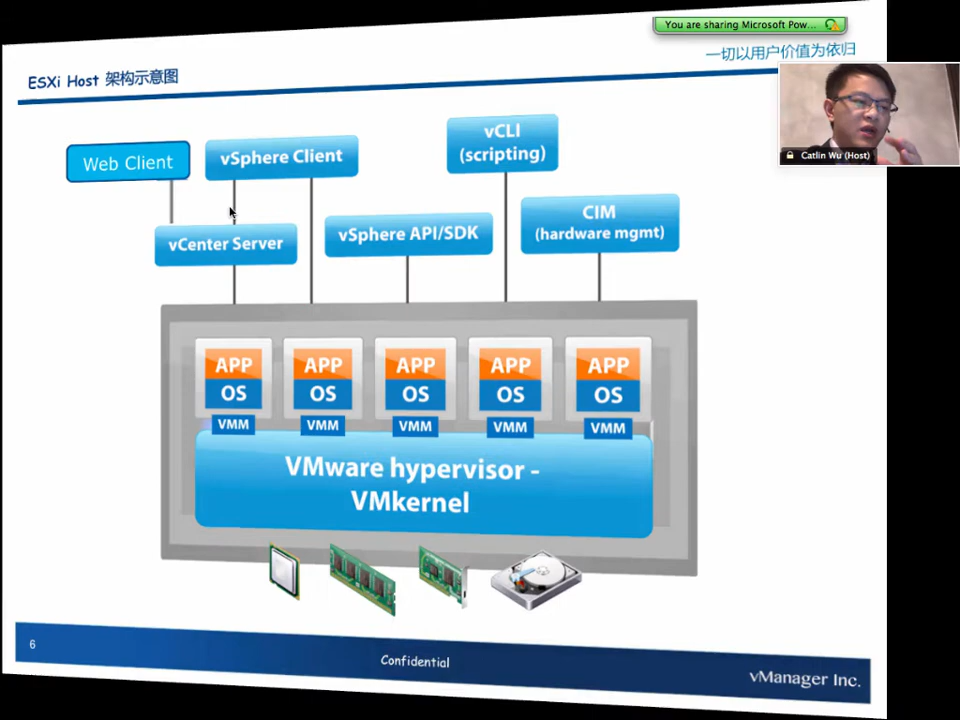 You are sharing Microsoft Pow...
一切以用户价值为依归
ESXi Host 架构示意图
Catlin Wu (Host)
Web Client
vSphere Client
vCLI
(scripting)
vCenter Server
vSphere API/SDK
CIM
(hardware mgmt)
APP
OS
VMM
APP
OS
VMM
APP
OS
VMM
APP
OS
VMM
APP
OS
VMM
VMware hypervisor -
VMkernel
6
Confidential
vManager Inc.